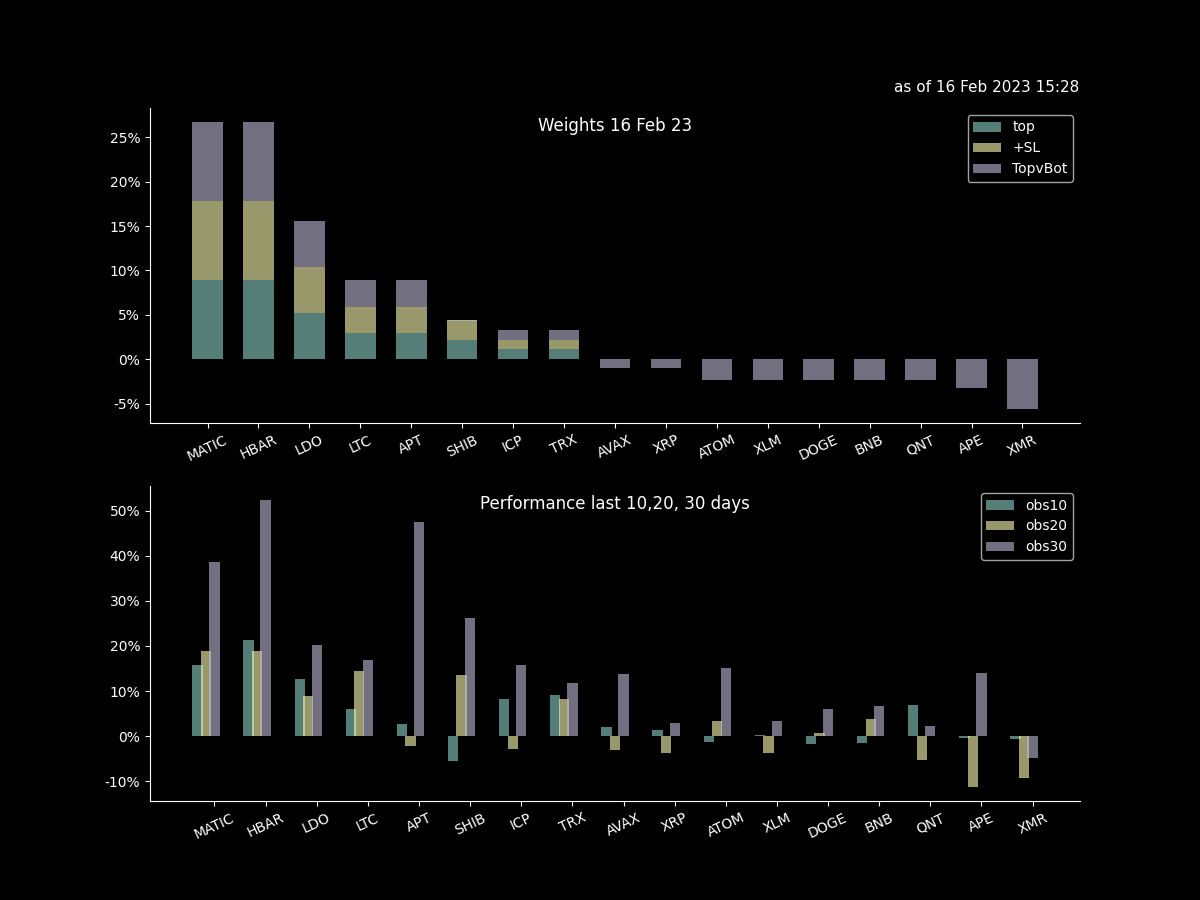 as of 16 Feb 2023 15:28
Weights 16 Feb 23
top
+SL
TopvBot
25%
20%
15%
10%
5%
0%
-5%
MATIC HBAR LDO LTC APT SHIB ICP TRX AVAX XRP ATOM XLM DOGE BNB QNT APE XMR
Performance last 10,20, 30 days
obs10
obs20
obs30
50%
40%
30%
20%
10%
0%
-10%
MATIC HBAR LDO LTC APT SHIB ICP TRX AVAX XRP ATOM XLM DOGE BNB QNT APE XMR